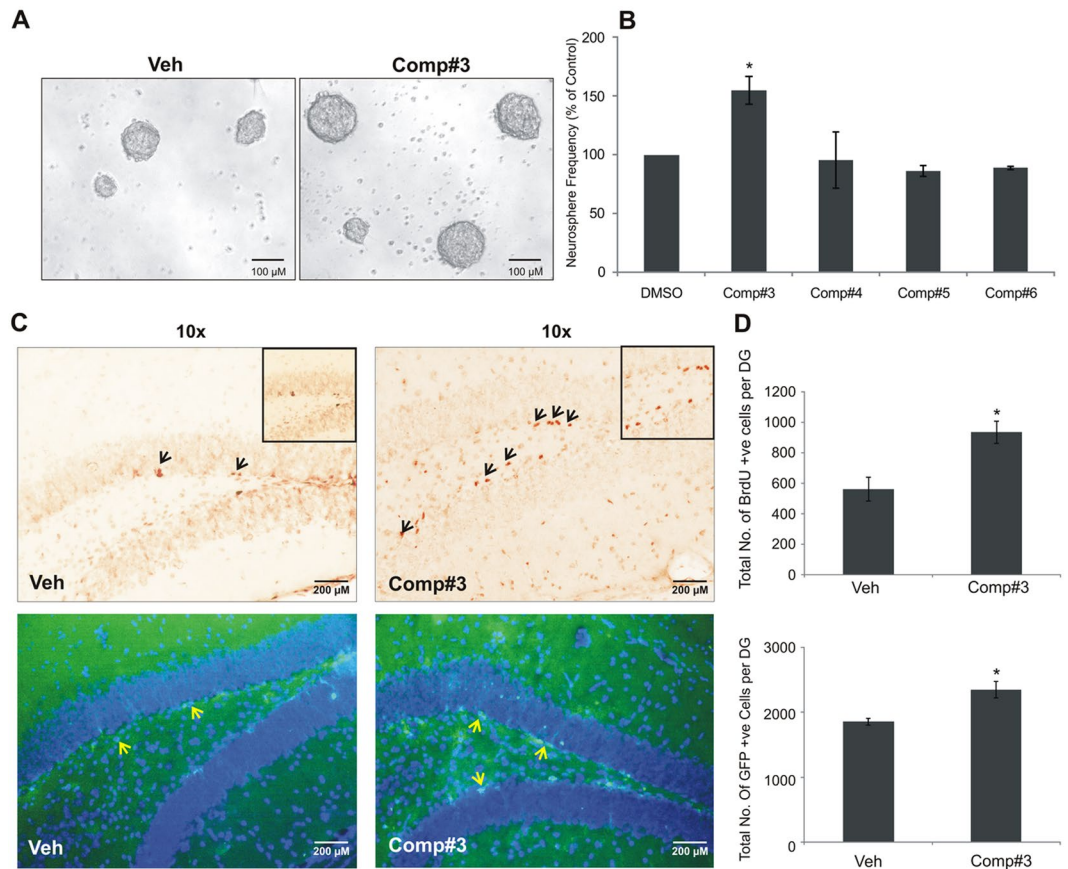 A
Veh
Comp#3
100 µM
100 µM
B
Neurosphere Frequency (% of Control)
200
150
100
50
0
*
DMSO
Comp#3
Comp#4
Comp#5
Comp#6
C
10x
10x
Veh
200 µM
Comp#3
200 µM
Veh
200 µM
Comp#3
200 µM
D
Total No. of BrdU +ve cells per DG
1200
1000
800
600
400
200
0
*
Veh
Comp#3
Total No. Of GFP +ve Cells per DG
3000
2000
1000
0
*
Veh
Comp#3